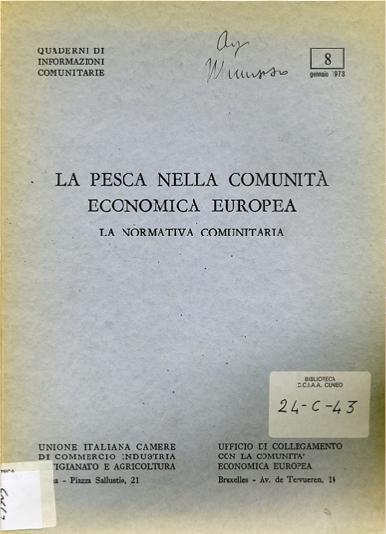 QUADERNI DI
INFORMAZIONI
COMUNITARIE
8
gennaio 1973
LA PESCA NELLA COMUNITÀ
ECONOMICA EUROPEA
LA NORMATIVA COMUNITARIA
BIBLIOTECA
C.C.I.A.A. CUNEO
24-C-43
UNIONE ITALIANA CAMERE
DI COMMERCIO INDUSTRIA
TIGIANATO E AGRICOLTURA
- Piazza Sallustio, 21
UFFICIO DI COLLEGAMENTO
CON LA COMUNITA'
ECONOMICA EUROPEA
Bruxelles - Av. de Tervueren, 14